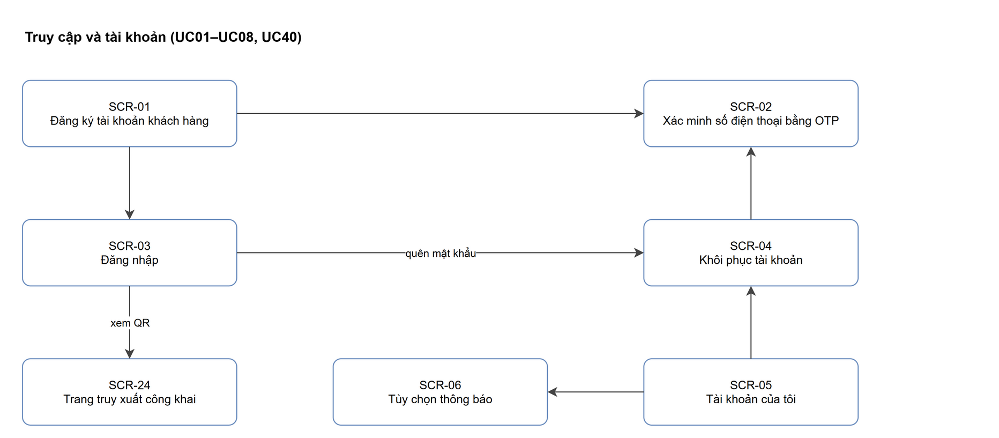 Truy cập và tài khoản (UC01–UC08, UC40)
SCR-01
Đăng ký tài khoản khách hàng
SCR-02
Xác minh số điện thoại bằng OTP
SCR-03
Đăng nhập
quên mật khẩu
SCR-04
Khôi phục tài khoản
xem QR
SCR-24
Trang truy xuất công khai
SCR-06
Tùy chọn thông báo
SCR-05
Tài khoản của tôi